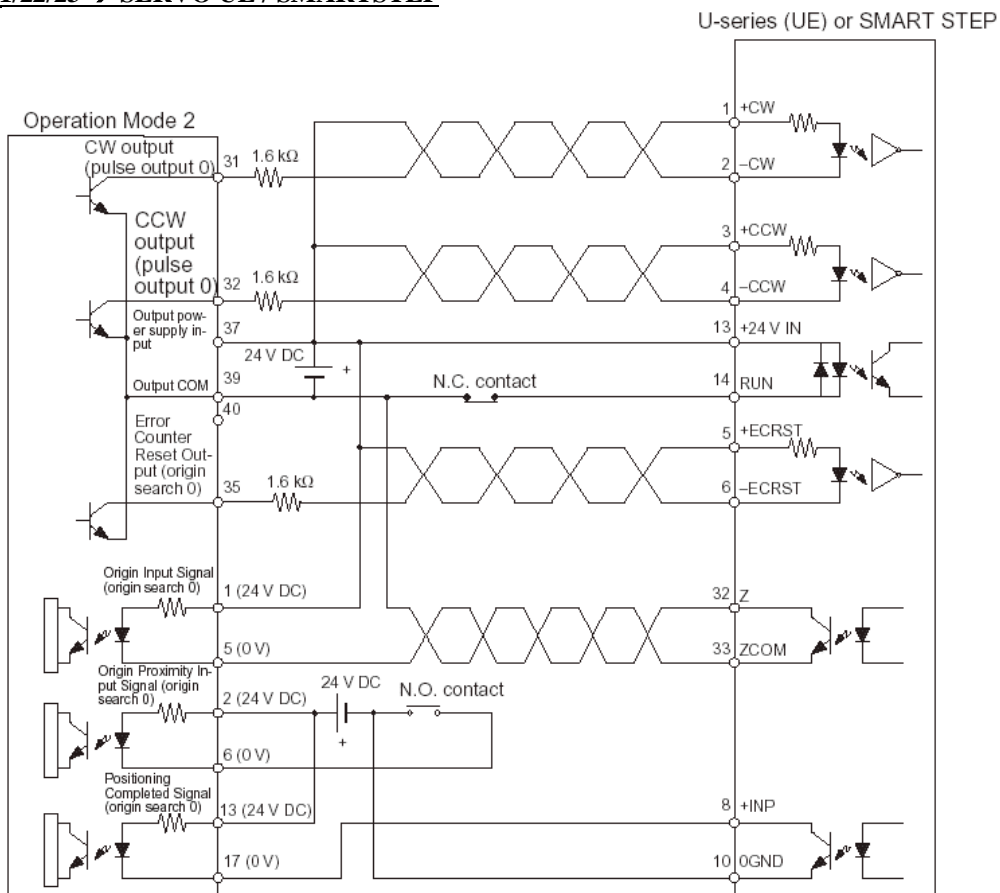 U-series (UE) or SMART STEP
Operation Mode 2
CW output
(pulse output 0)
31
1.6 kΩ
1
+CW
2
–CW
CCW
output
(pulse
output 0)
32
1.6 kΩ
3
+CCW
4
–CCW
Output pow-
er supply in-
put
37
13
+24 V IN
24 V DC
+
Output COM
39
N.C. contact
14
RUN
40
Error
Counter
Reset Out-
put (origin
search 0)
35
1.6 kΩ
5
+ECRST
6
–ECRST
Origin Input Signal
(origin search 0)
1 (24 V DC)
32
Z
5 (0 V)
33
ZCOM
Origin Proximity In-
put Signal (origin
search 0)
2 (24 V DC)
24 V DC
+
N.O. contact
6 (0 V)
Positioning
Completed Signal
(origin search 0)
13 (24 V DC)
8
+INP
17 (0 V)
10
0GND